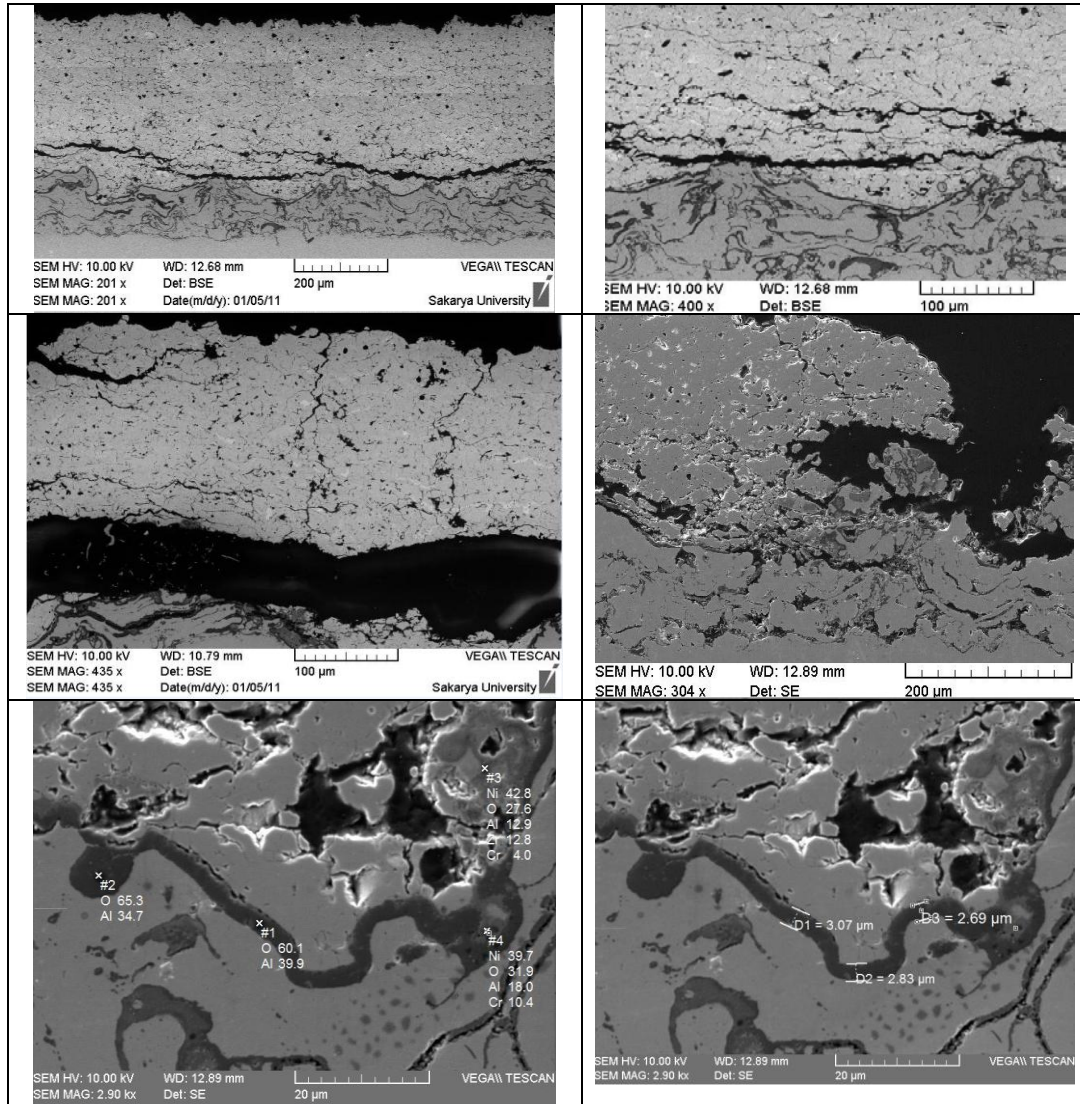 SEM HV: 10.00 kV WD: 12.68 mm VEGA\\ TESCAN
SEM MAG: 201 x Det: BSE 200 µm
SEM MAG: 201 x Date(m/d/y): 01/05/11 Sakarya University
SEM HV: 10.00 kV WD: 12.68 mm
SEM MAG: 400 x Det: BSE 100 µm
SEM HV: 10.00 kV WD: 10.79 mm VEGA\\ TESCAN
SEM MAG: 435 x Det: BSE 100 µm
SEM MAG: 435 x Date(m/d/y): 01/05/11 Sakarya University
SEM HV: 10.00 kV WD: 12.89 mm
SEM MAG: 304 x Det: SE 200 µm
#3
Ni 42.8
O 27.6
Al 12.9
Zr 12.8
Cr 4.0
#2
O 65.3
Al 34.7
#1
O 60.1
Al 39.9
#4
Ni 39.7
O 31.9
Al 18.0
Cr 10.4
SEM HV: 10.00 kV WD: 12.89 mm VEGA\\ TESCAN
SEM MAG: 2.90 kx Det: SE 20 µm
D1 = 3.07 µm
D3 = 2.69 µm
D2 = 2.83 µm
SEM HV: 10.00 kV WD: 12.89 mm VEGA\\ TESCAN
SEM MAG: 2.90 kx Det: SE 20 µm